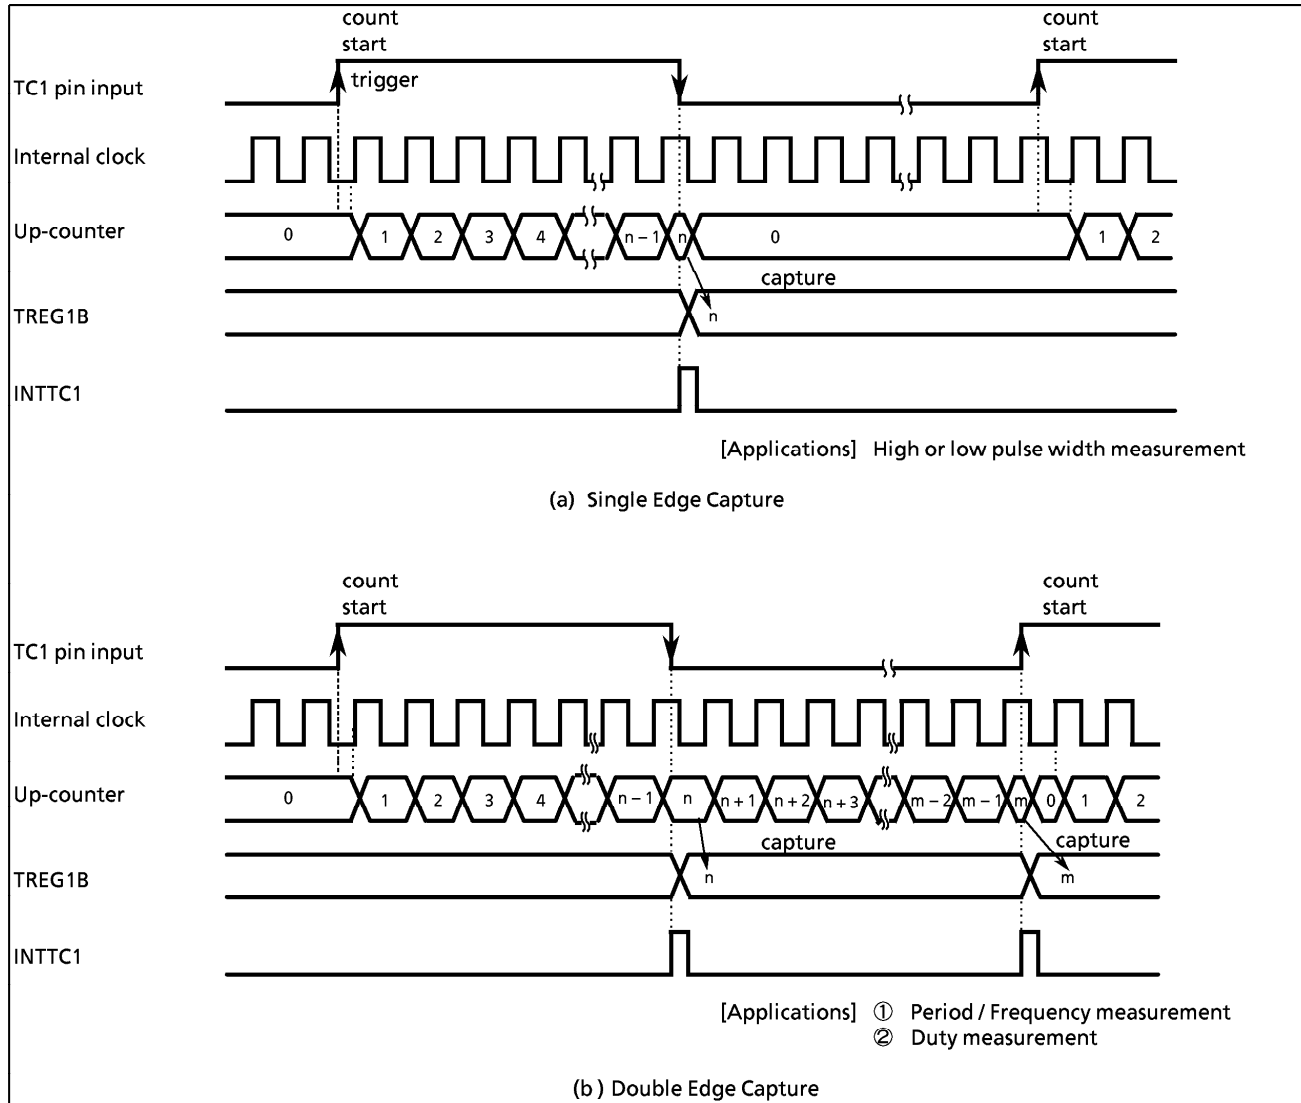 count
start
count
start
TC1 pin input
trigger
Internal clock
Up-counter
0 1 2 3 4 n − 1 n 0 1 2
capture
TREG1B
n
INTTC1
[Applications] High or low pulse width measurement
(a) Single Edge Capture
count
start
count
start
TC1 pin input
Internal clock
Up-counter
0 1 2 3 4 n − 1 n n + 1 n + 2 n + 3 m − 2 m − 1 m 0 1 2
capture
capture
TREG1B
n
m
INTTC1
[Applications] ① Period / Frequency measurement
② Duty measurement
(b) Double Edge Capture